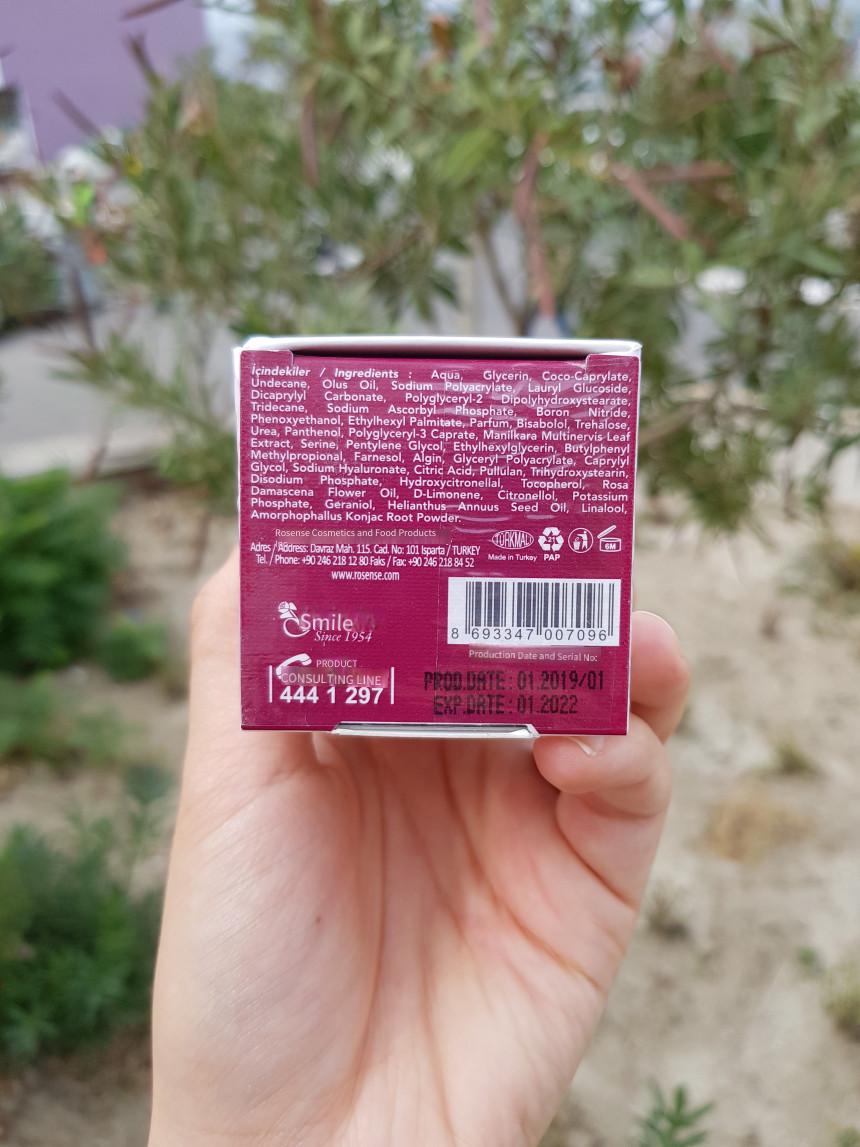 İçindekiler / Ingredients : Aqua, Glycerin, Coco-Caprylate,
Undecane, Olus Oil, Sodium Polyacrylate, Lauryl Glucoside,
Dicaprylyl Carbonate, Polyglyceryl-2 Dipolyhydroxystearate,
Tridecane, Sodium Ascorbyl Phosphate, Boron Nitride,
Phenoxyethanol, Ethylhexyl Palmitate, Parfum, Bisabolol, Trehalose,
Urea, Panthenol, Polyglyceryl-3 Caprate, Manilkara Multinervis Leaf
Extract, Serine, Pentylene Glycol, Ethylhexylglycerin, Butylphenyl
Methylpropional, Farnesol, Algin, Glyceryl Polyacrylate, Caprylyl
Glycol, Sodium Hyaluronate, Citric Acid, Pullulan, Trihydroxystearin,
Disodium Phosphate, Hydroxycitronellal, Tocopherol, Rosa
Damascena Flower Oil, D-Limonene, Citronellol, Potassium
Phosphate, Geraniol, Helianthus Annuus Seed Oil, Linalool,
Amorphophallus Konjac Root Powder.
Rosense Cosmetics and Food Products
Adres / Address: Davraz Mah. 115. Cad. No: 101 Isparta / TURKEY
Tel. / Phone: +90 246 218 12 80 Faks / Fax: +90 246 218 84 52
www.rosense.com
TÜRKMALI
Made in Turkey
21
PAP
6M
Smile
Since 1954
8 693347 007096
PRODUCT
CONSULTING LINE
444 1 297
Production Date and Serial No:
PROD.DATE : 01.2019/01
EXP.DATE : 01.2022